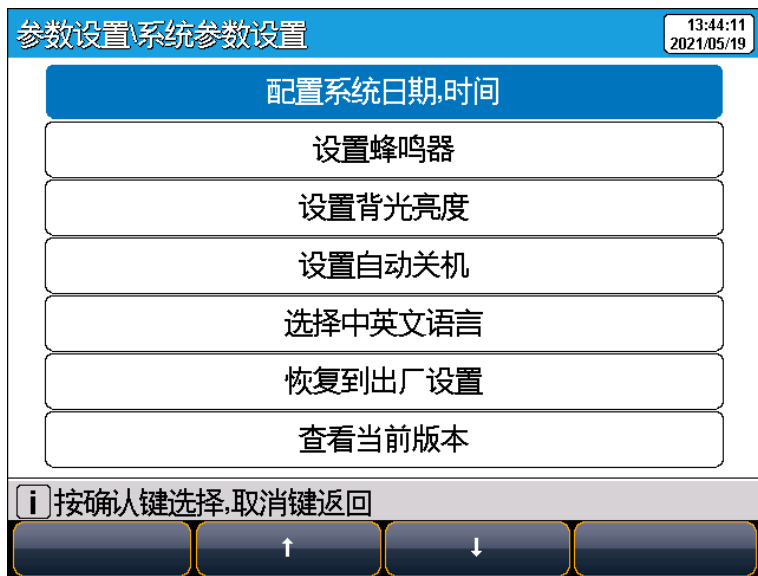 参数设置\系统参数设置
13:44:11
2021/05/19
配置系统日期,时间
设置蜂鸣器
设置背光亮度
设置自动关机
选择中英文语言
恢复到出厂设置
查看当前版本
i 按确认键选择,取消键返回
↑ ↓